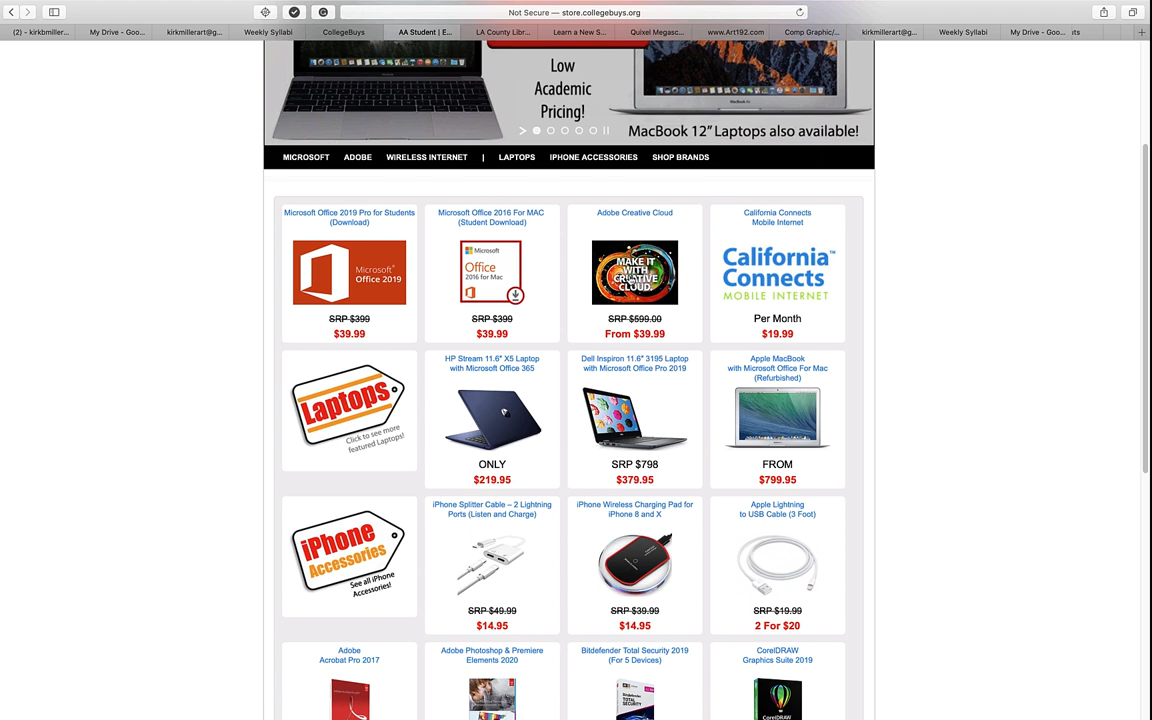 Not Secure — store.collegebuys.org
(2) - kirkbmiller...
My Drive - Goo...
kirkmillerart@g...
Weekly Syllabi
CollegeBuys
AA Student | E...
LA County Libr...
Learn a New S...
Quixel Megasc...
www.Art192.com
Comp Graphic/...
kirkmillerart@g...
Weekly Syllabi
My Drive - Goo...
its
Low
Academic
Pricing!
MacBook 12" Laptops also available!
MICROSOFT ADOBE WIRELESS INTERNET | LAPTOPS IPHONE ACCESSORIES SHOP BRANDS
Microsoft Office 2019 Pro for Students
(Download)
Microsoft®
Office 2019
SRP $399
$39.99
Microsoft Office 2016 For MAC
(Student Download)
Microsoft
Office
2016 for Mac
SRP $399
$39.99
Adobe Creative Cloud
MAKE IT
WITH
CREATIVE
CLOUD.
SRP $599.00
From $39.99
California Connects
Mobile Internet
California™
Connects
MOBILE INTERNET
Per Month
$19.99
Laptops
Click to see more
featured Laptops!
HP Stream 11.6" X5 Laptop
with Microsoft Office 365
ONLY
$219.95
Dell Inspiron 11.6" 3195 Laptop
with Microsoft Office Pro 2019
SRP $798
$379.95
Apple MacBook
with Microsoft Office For Mac
(Refurbished)
FROM
$799.95
iPhone
Accessories
See all iPhone
Accessories!
iPhone Splitter Cable – 2 Lightning
Ports (Listen and Charge)
SRP $49.99
$14.95
iPhone Wireless Charging Pad for
iPhone 8 and X
SRP $39.99
$14.95
Apple Lightning
to USB Cable (3 Foot)
SRP $19.99
2 For $20
Adobe
Acrobat Pro 2017
Adobe Photoshop & Premiere
Elements 2020
Bitdefender Total Security 2019
(For 5 Devices)
Bitdefender
TOTAL
SECURITY
CorelDRAW
Graphics Suite 2019
CorelDRAW